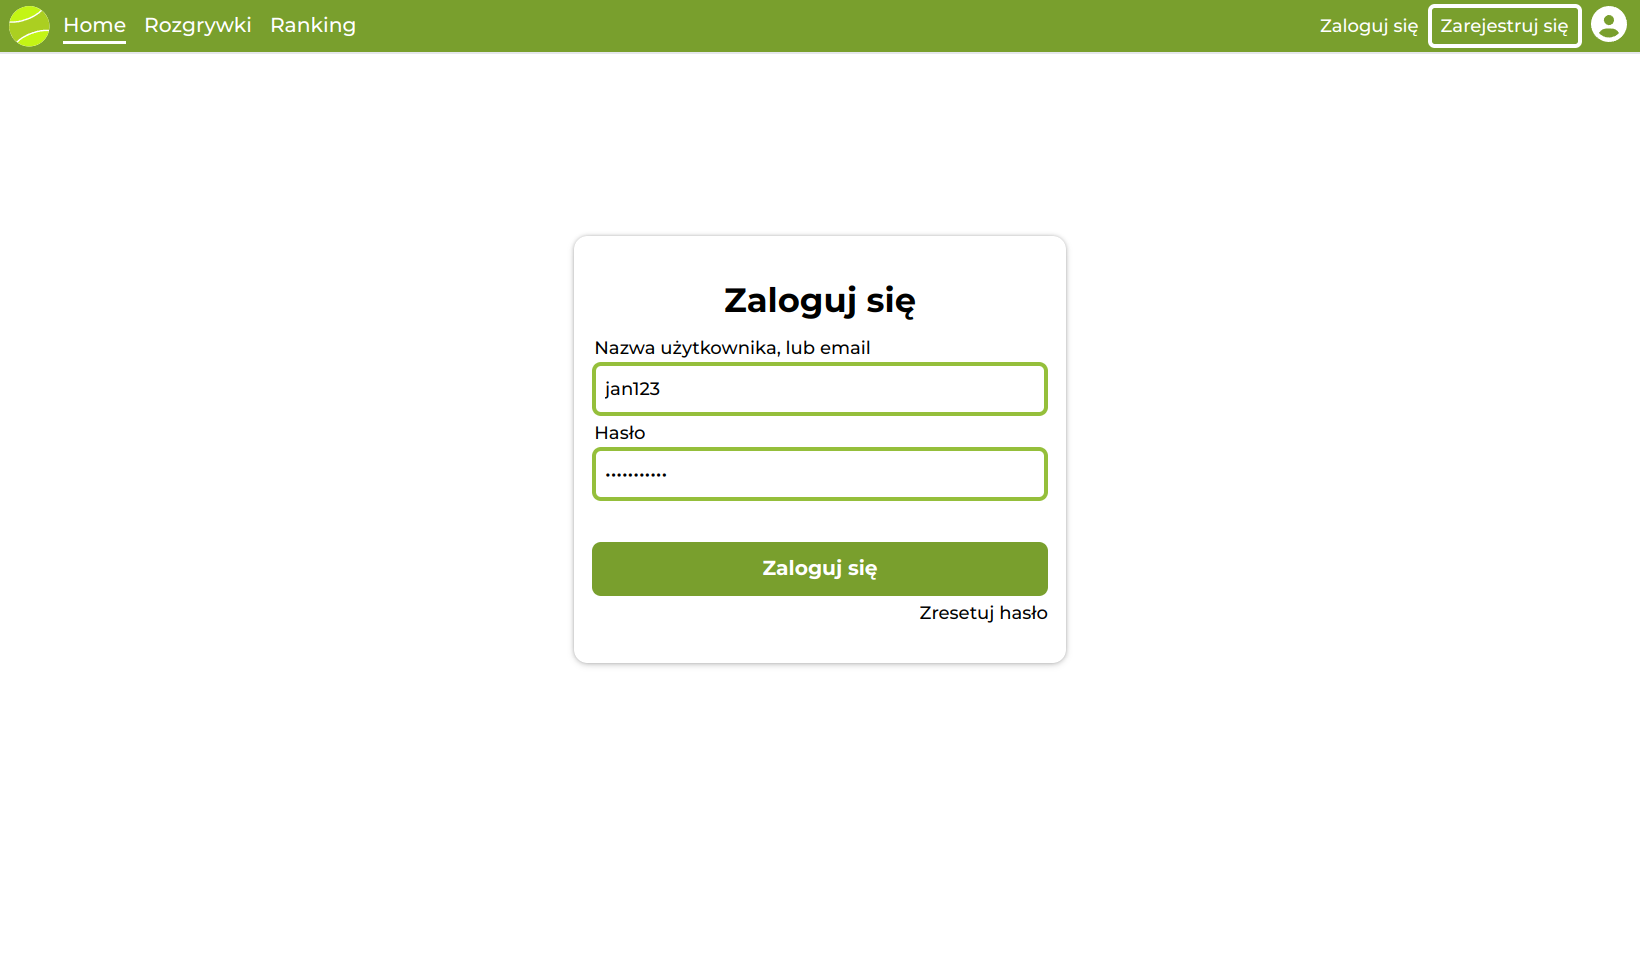 Home Rozgrywki Ranking Zaloguj się Zarejestruj się
Zaloguj się
Nazwa użytkownika, lub email
jan123
Hasło
•••••••••••
Zaloguj się
Zresetuj hasło